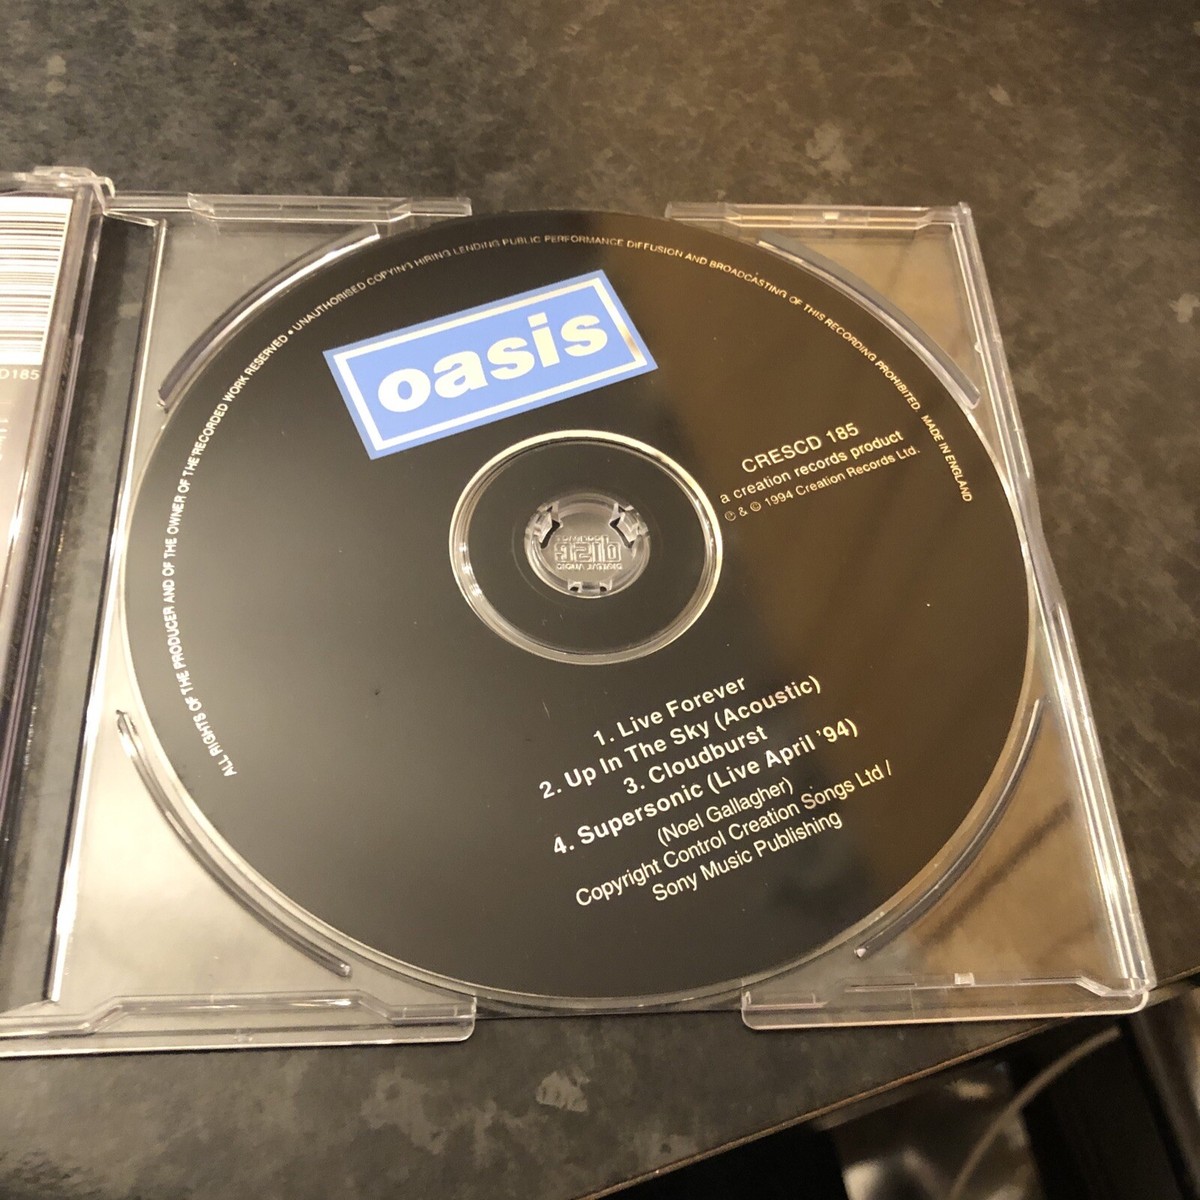 D185
ALL RIGHTS OF THE PRODUCER AND OF THE OWNER OF THE RECORDED WORK RESERVED • UNAUTHORISED COPYING HIRING LENDING PUBLIC PERFORMANCE DIFFUSION AND BROADCASTING OF THIS RECORDING PROHIBITED. MADE IN ENGLAND
oasis
CRESCD 185
a creation records product
℗ & © 1994 Creation Records Ltd.
1. Live Forever
2. Up In The Sky (Acoustic)
3. Cloudburst
4. Supersonic (Live April '94)
(Noel Gallagher)
Copyright Control Creation Songs Ltd /
Sony Music Publishing